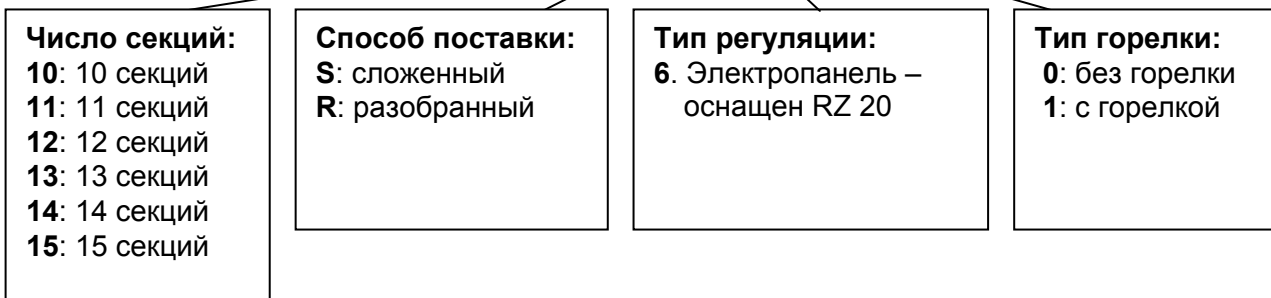 Число секций:
10: 10 секций
11: 11 секций
12: 12 секций
13: 13 секций
14: 14 секций
15: 15 секций
Способ поставки:
S: сложенный
R: разобранный
Тип регуляции:
6. Электропанель –
оснащен RZ 20
Тип горелки:
0: без горелки
1: с горелкой